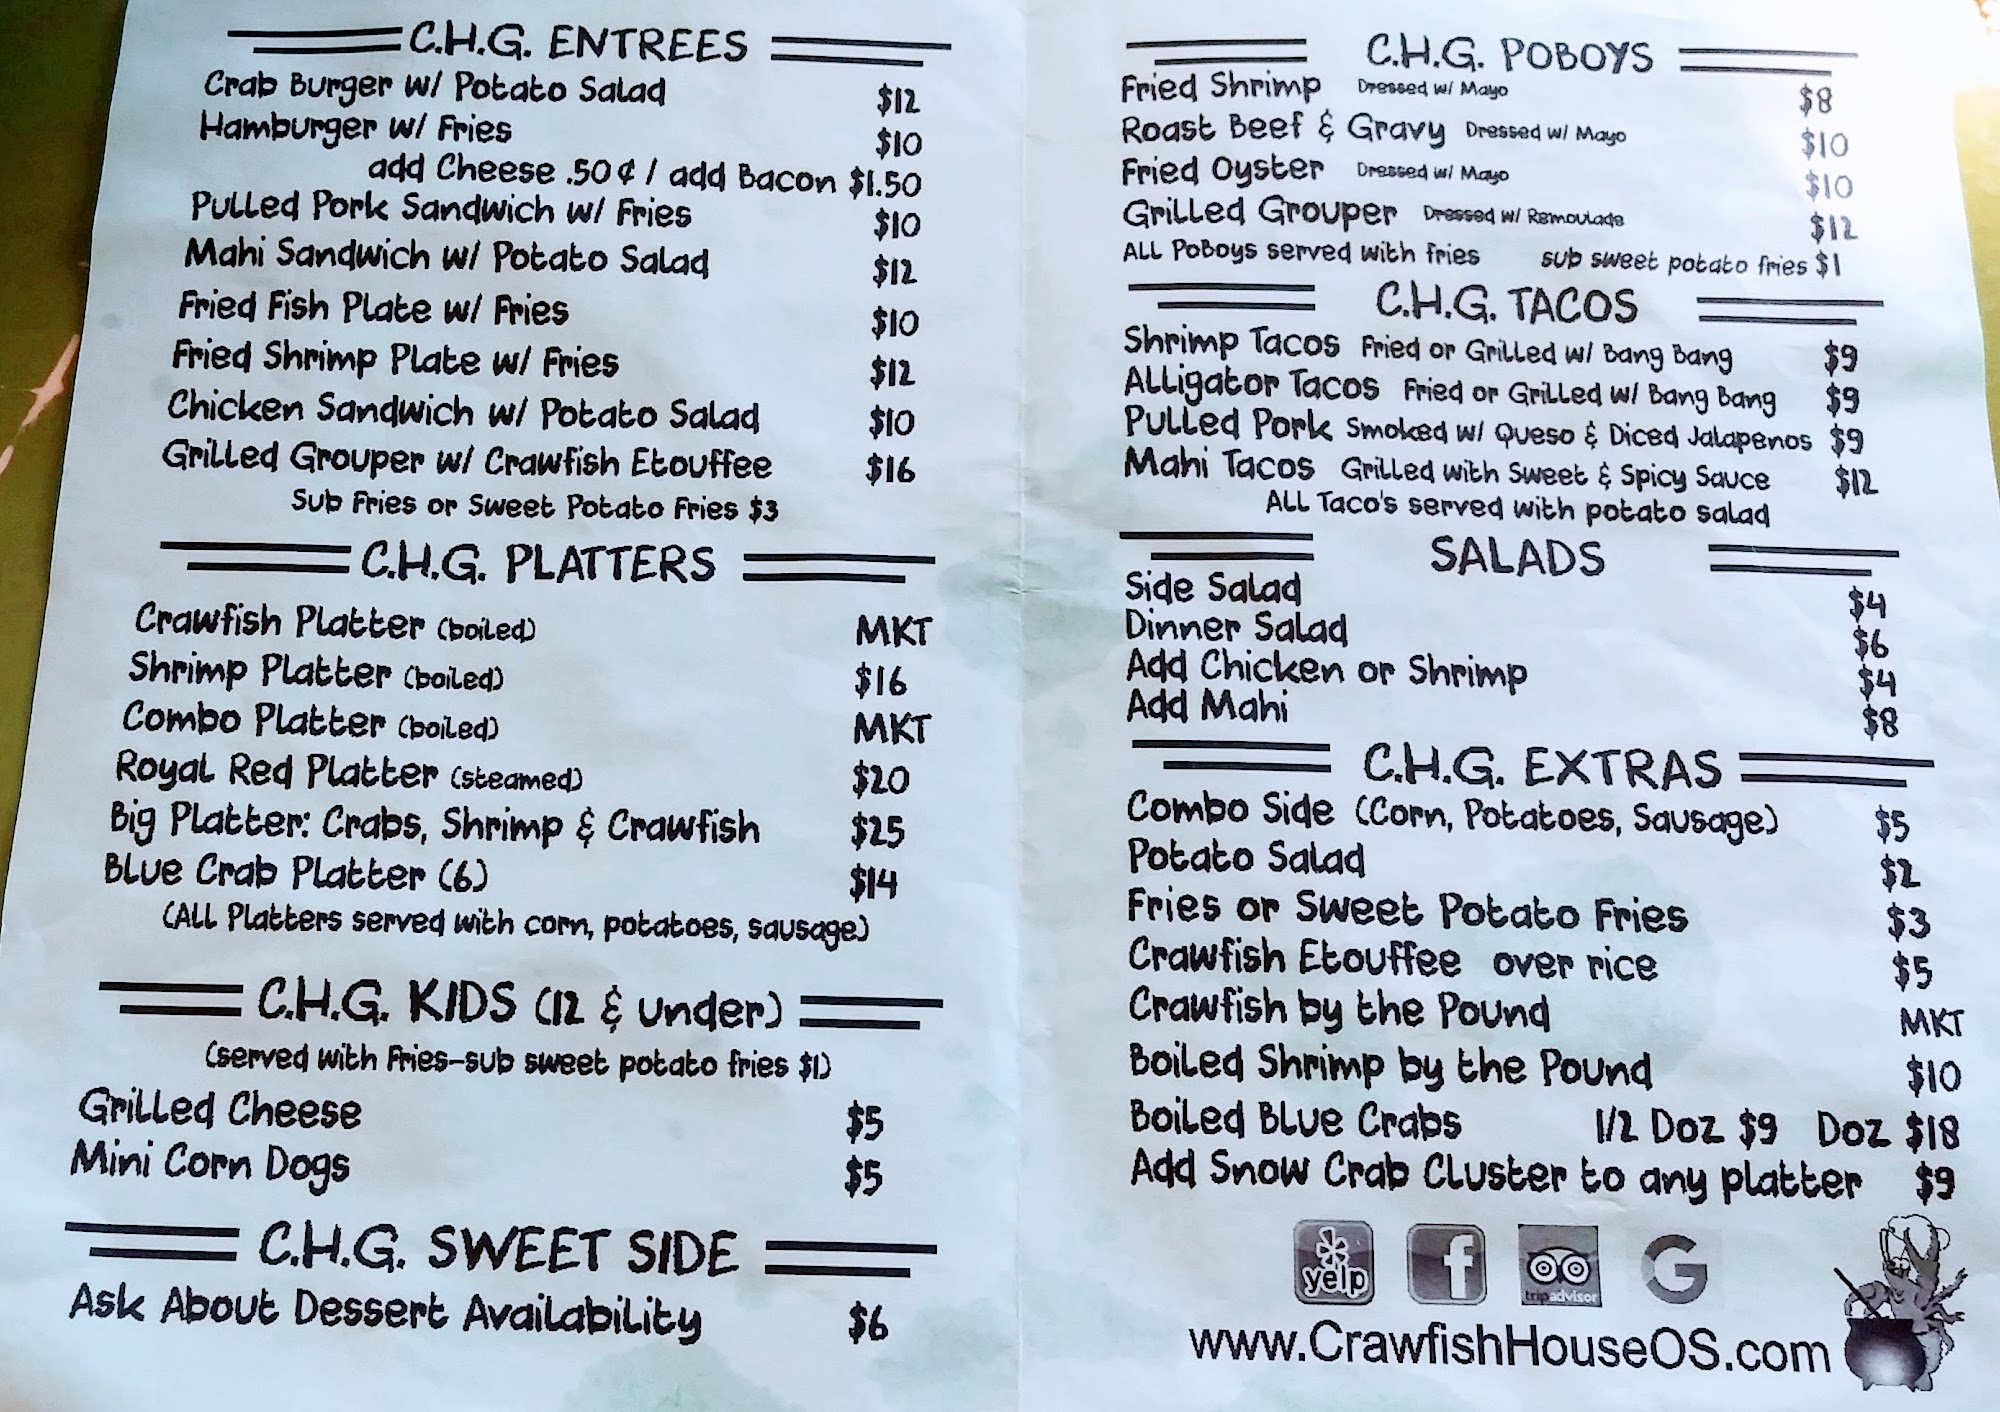 C.H.G. ENTREES
Crab Burger w/ Potato Salad $12
Hamburger w/ Fries $10
add Cheese .50¢ / add Bacon $1.50
Pulled Pork Sandwich w/ Fries $10
Mahi Sandwich w/ Potato Salad $12
Fried Fish Plate w/ Fries $10
Fried Shrimp Plate w/ Fries $12
Chicken Sandwich w/ Potato Salad $10
Grilled Grouper w/ Crawfish Etouffee $16
Sub Fries or Sweet Potato Fries $3
C.H.G. PLATTERS
Crawfish Platter (boiled) MKT
Shrimp Platter (boiled) $16
Combo Platter (boiled) MKT
Royal Red Platter (steamed) $20
Big Platter: Crabs, Shrimp & Crawfish $25
Blue Crab Platter (6) $14
(All Platters served with corn, potatoes, sausage)
C.H.G. KIDS (12 & under)
(served with Fries-sub sweet potato fries $1)
Grilled Cheese $5
Mini Corn Dogs $5
C.H.G. SWEET SIDE
Ask About Dessert Availability $6
C.H.G. POBOYS
Fried Shrimp Dressed w/ Mayo $8
Roast Beef & Gravy Dressed w/ Mayo $10
Fried Oyster Dressed w/ Mayo $10
Grilled Grouper Dressed w/ Remoulade $12
All PoBoys served with fries sub sweet potato fries $1
C.H.G. TACOS
Shrimp Tacos Fried or Grilled w/ Bang Bang $9
Alligator Tacos Fried or Grilled w/ Bang Bang $9
Pulled Pork Smoked w/ Queso & Diced Jalapenos $9
Mahi Tacos Grilled with Sweet & Spicy Sauce $12
All Taco's served with potato salad
SALADS
Side Salad $4
Dinner Salad $6
Add Chicken or Shrimp $4
Add Mahi $8
C.H.G. EXTRAS
Combo Side (Corn, Potatoes, Sausage) $5
Potato Salad $2
Fries or Sweet Potato Fries $3
Crawfish Etouffee over rice $5
Crawfish by the Pound MKT
Boiled Shrimp by the Pound $10
Boiled Blue Crabs 1/2 Doz $9 Doz $18
Add Snow Crab Cluster to any platter $9
yelp f tripadvisor G
www.CrawfishHouseOS.com